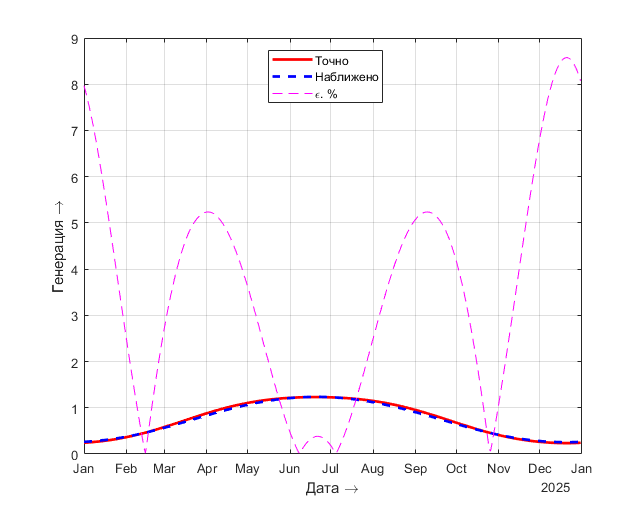 9
8
7
6
5
4
3
2
1
0
Генерация →
Точно
Наближено
ϵ. %
Jan Feb Mar Apr May Jun Jul Aug Sep Oct Nov Dec Jan
Дата →
2025